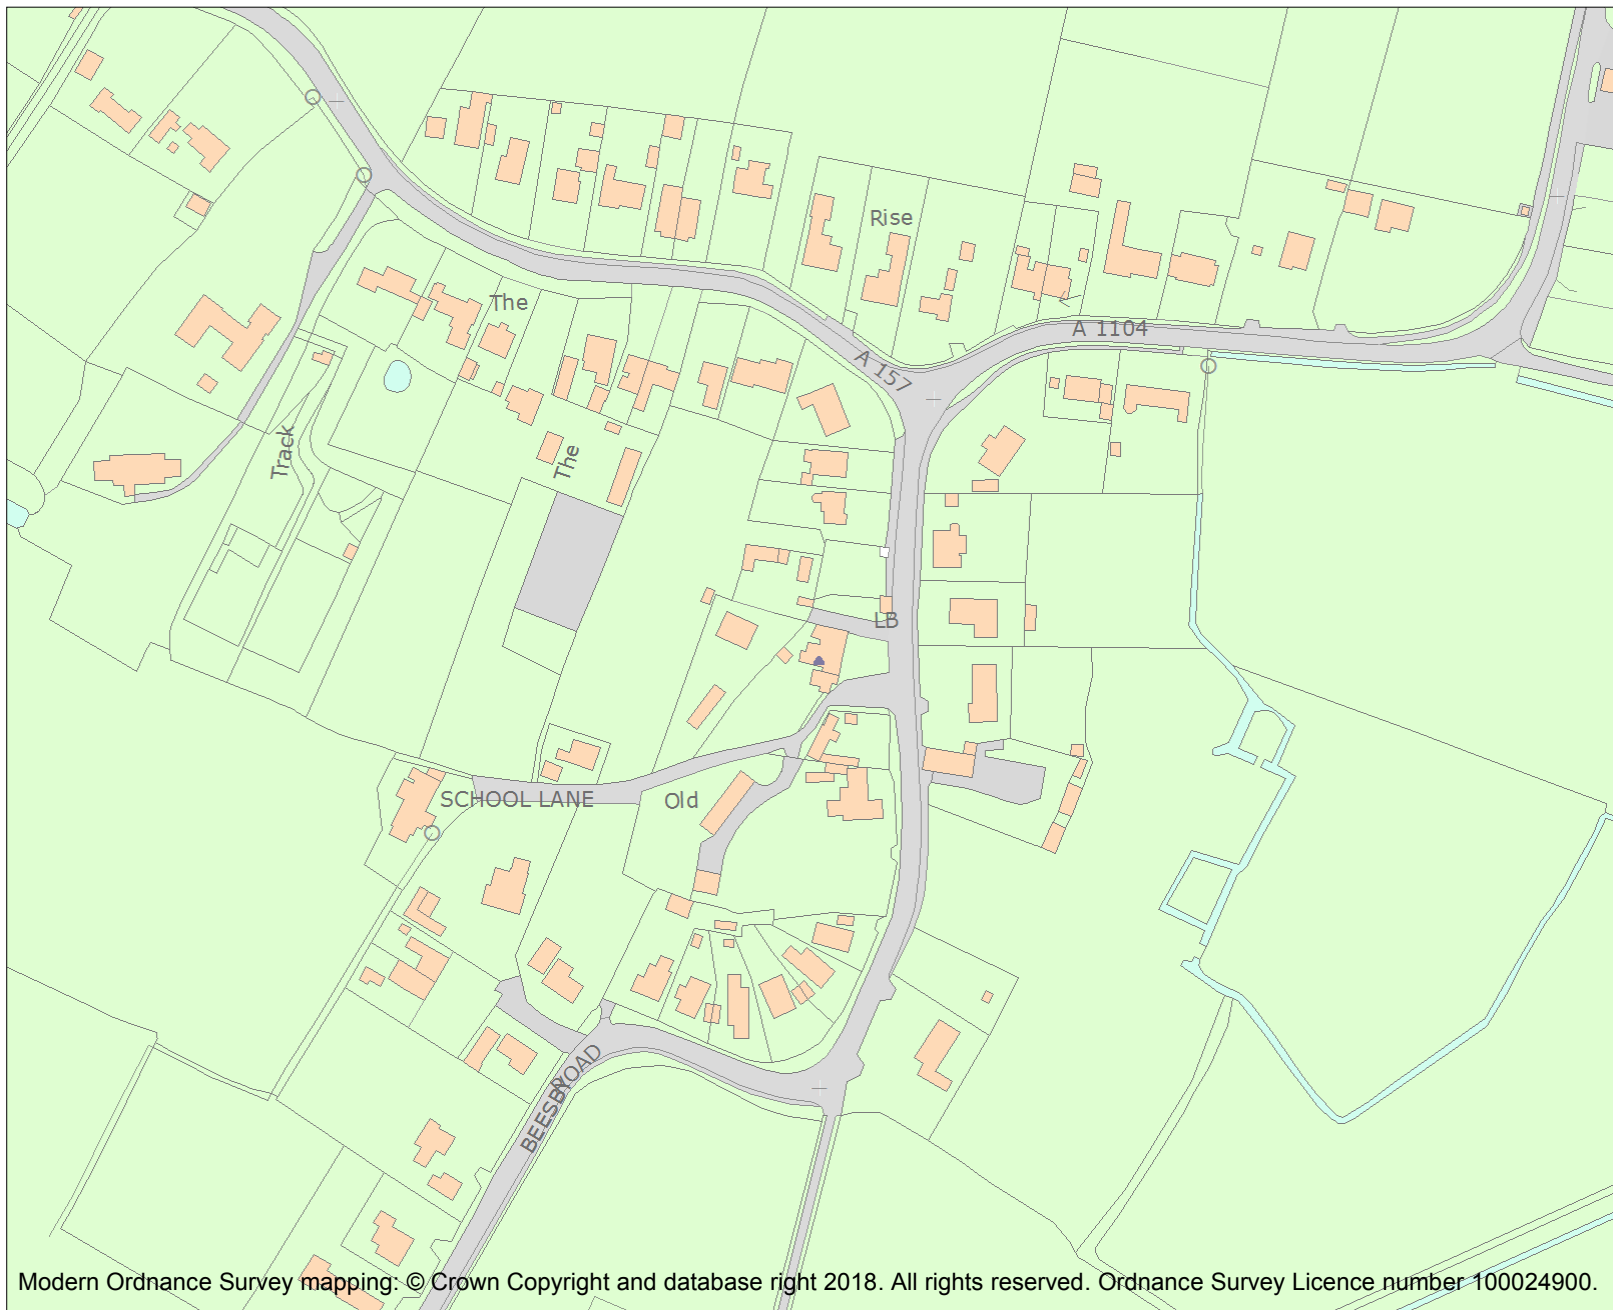 Rise
The
A 1104
A 157
Track
The
LB
SCHOOL LANE
Old
BEESBY ROAD
Modern Ordnance Survey mapping: © Crown Copyright and database right 2018. All rights reserved. Ordnance Survey Licence number 100024900.